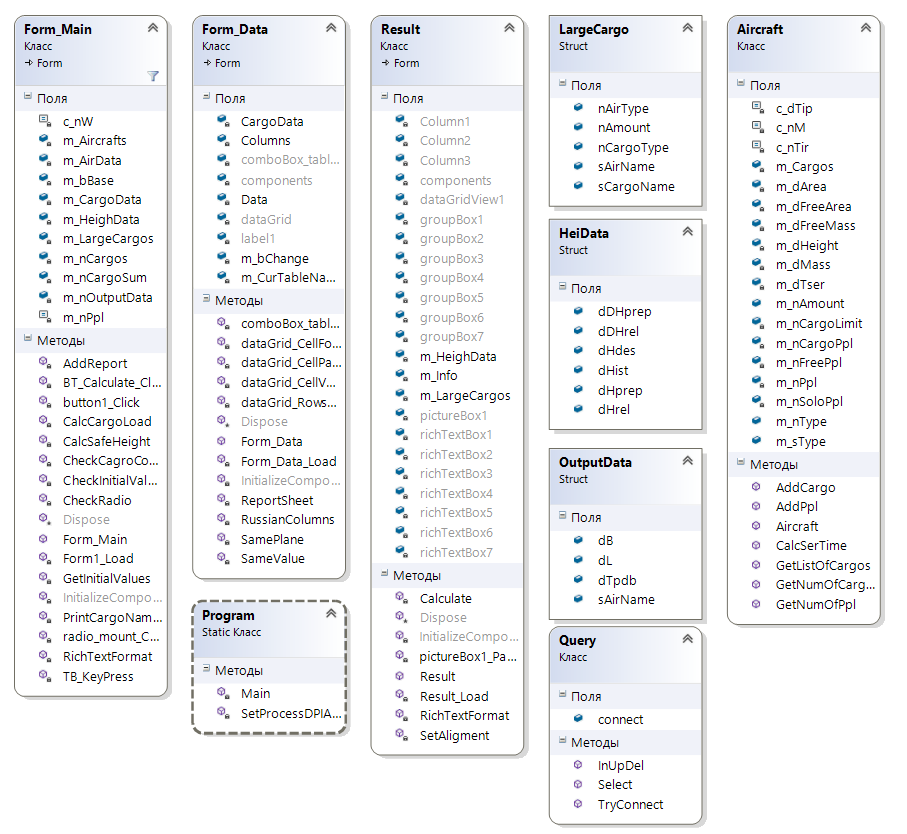 Form_Main
Класс
Form
Поля
c_nW
m_Aircrafts
m_AirData
m_bBase
m_CargoData
m_HeighData
m_LargeCargos
m_nCargos
m_nCargoSum
m_nOutputData
m_nPpl
Методы
AddReport
BT_Calculate_Cl...
button1_Click
CalcCargoLoad
CalcSafeHeight
CheckCagroCo...
CheckInitialVal...
CheckRadio
Dispose
Form_Main
Form1_Load
GetInitialValues
InitializeCompo...
PrintCargoNam...
radio_mount_C...
RichTextFormat
TB_KeyPress
Form_Data
Класс
Form
Поля
CargoData
Columns
comboBox_tabl...
components
Data
dataGrid
label1
m_bChange
m_CurTableNa...
Методы
comboBox_tabl...
dataGrid_CellFo...
dataGrid_CellPa...
dataGrid_CellV...
dataGrid_Rows...
Dispose
Form_Data
Form_Data_Load
InitializeCompo...
ReportSheet
RussianColumns
SamePlane
SameValue
Program
Static Класс
Методы
Main
SetProcessDPIA...
Result
Класс
Form
Поля
Column1
Column2
Column3
components
dataGridView1
groupBox1
groupBox2
groupBox3
groupBox4
groupBox5
groupBox6
groupBox7
m_HeighData
m_Info
m_LargeCargos
pictureBox1
richTextBox1
richTextBox2
richTextBox3
richTextBox4
richTextBox5
richTextBox6
richTextBox7
Методы
Calculate
Dispose
InitializeCompo...
pictureBox1_Pa...
Result
Result_Load
RichTextFormat
SetAligment
LargeCargo
Struct
Поля
nAirType
nAmount
nCargoType
sAirName
sCargoName
HeiData
Struct
Поля
dDHprep
dDHrel
dHdes
dHist
dHprep
dHrel
OutputData
Struct
Поля
dB
dL
dTpdb
sAirName
Query
Класс
Поля
connect
Методы
InUpDel
Select
TryConnect
Aircraft
Класс
Поля
c_dTip
c_nM
c_nTir
m_Cargos
m_dArea
m_dFreeArea
m_dFreeMass
m_dHeight
m_dMass
m_dTser
m_nAmount
m_nCargoLimit
m_nCargoPpl
m_nFreePpl
m_nPpl
m_nSoloPpl
m_nType
m_sType
Методы
AddCargo
AddPpl
Aircraft
CalcSerTime
GetListOfCargos
GetNumOfCarg...
GetNumOfPpl